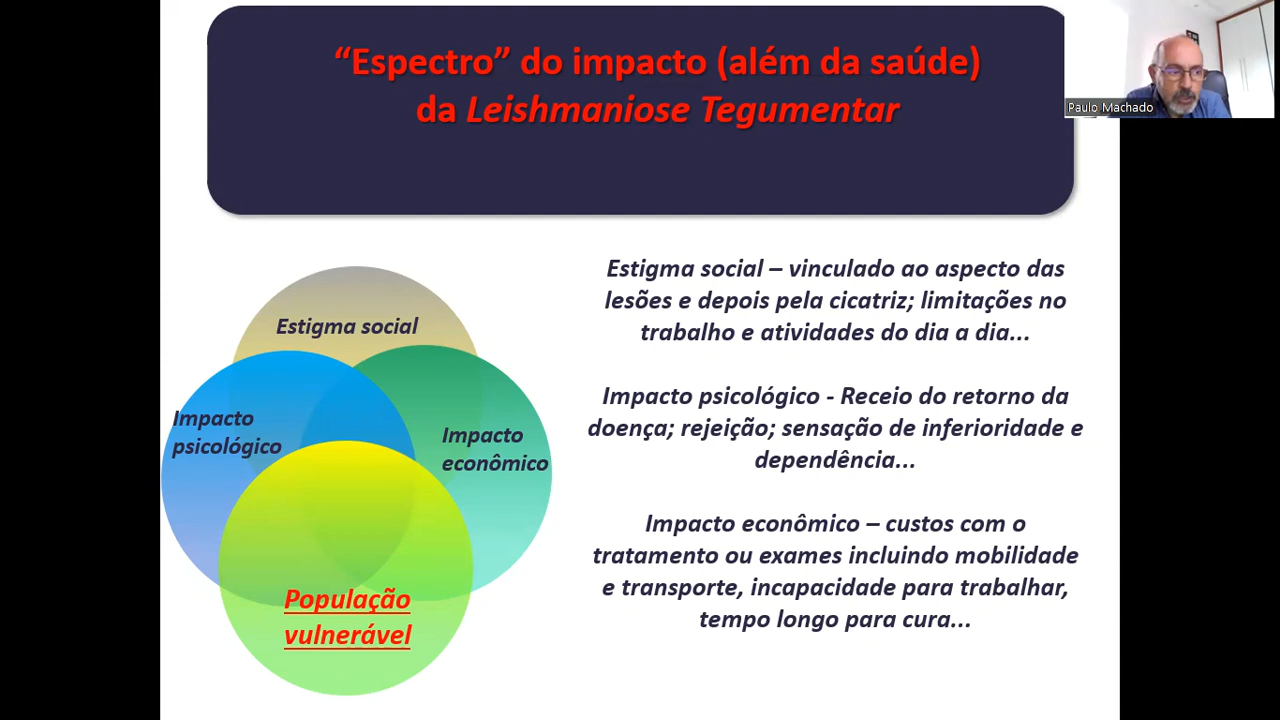 “Espectro” do impacto (além da saúde)
da Leishmaniose Tegumentar
Paulo Machado
Estigma social
Impacto
psicológico
Impacto
econômico
População
vulnerável
Estigma social – vinculado ao aspecto das
lesões e depois pela cicatriz; limitações no
trabalho e atividades do dia a dia...
Impacto psicológico - Receio do retorno da
doença; rejeição; sensação de inferioridade e
dependência...
Impacto econômico – custos com o
tratamento ou exames incluindo mobilidade
e transporte, incapacidade para trabalhar,
tempo longo para cura...